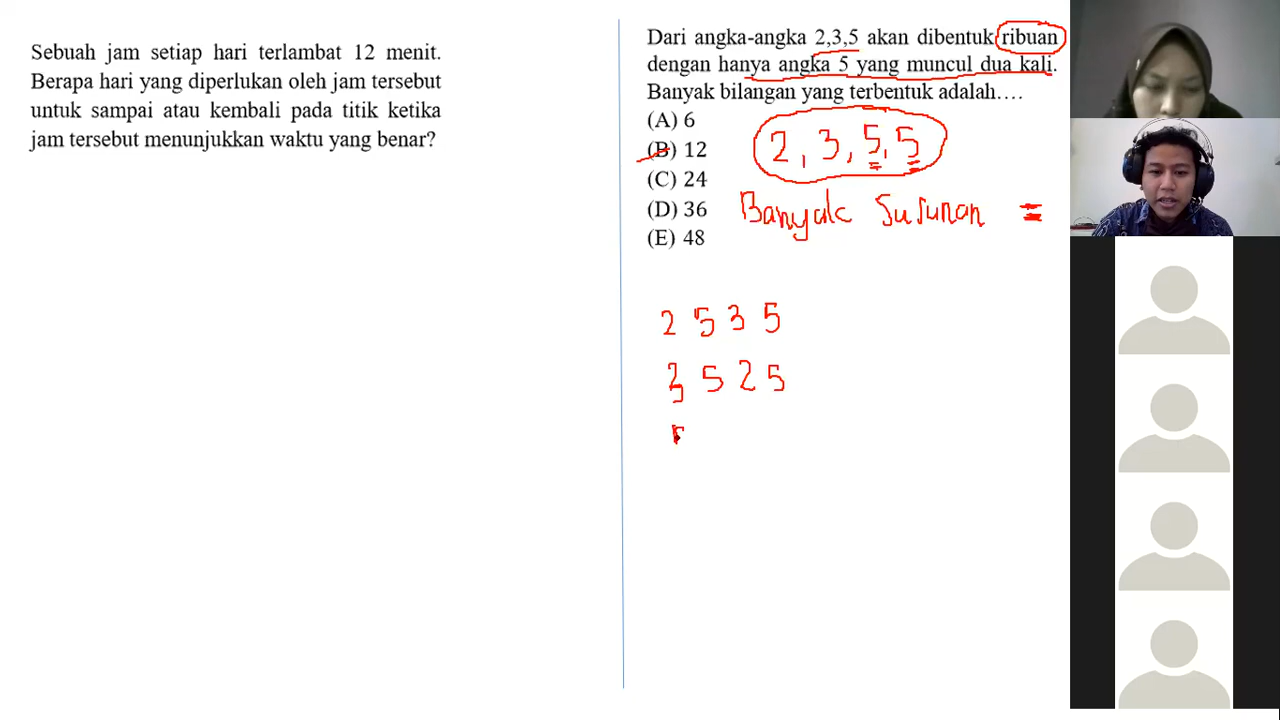 Sebuah jam setiap hari terlambat 12 menit.
Berapa hari yang diperlukan oleh jam tersebut
untuk sampai atau kembali pada titik ketika
jam tersebut menunjukkan waktu yang benar?
Dari angka-angka 2,3,5 akan dibentuk ribuan
dengan hanya angka 5 yang muncul dua kali.
Banyak bilangan yang terbentuk adalah....
(A) 6
(B) 12
(C) 24
(D) 36
(E) 48
2, 3, 5, 5
Banyak Susunan =
2 5 3 5
3 5 2 5
5